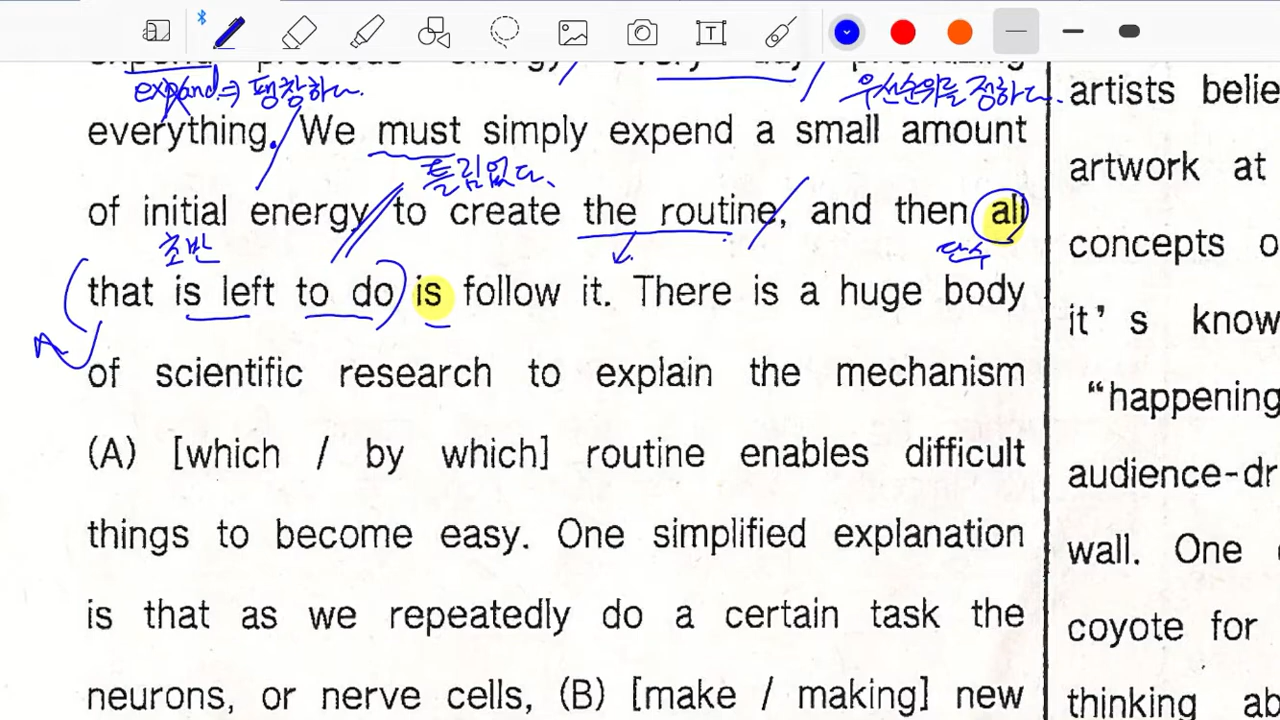 expand ⇒ 팽창하다.
우선순위를 정하다.
everything. We must simply expend a small amount
틀림없다.
of initial energy to create the routine, and then all
초반
단수
that is left to do is follow it. There is a huge body
of scientific research to explain the mechanism
(A) [which / by which] routine enables difficult
things to become easy. One simplified explanation
is that as we repeatedly do a certain task the
neurons, or nerve cells, (B) [make / making] new
artists belie
artwork at
concepts o
it's know
“happening
audience-dr
wall. One
coyote for
thinking ab